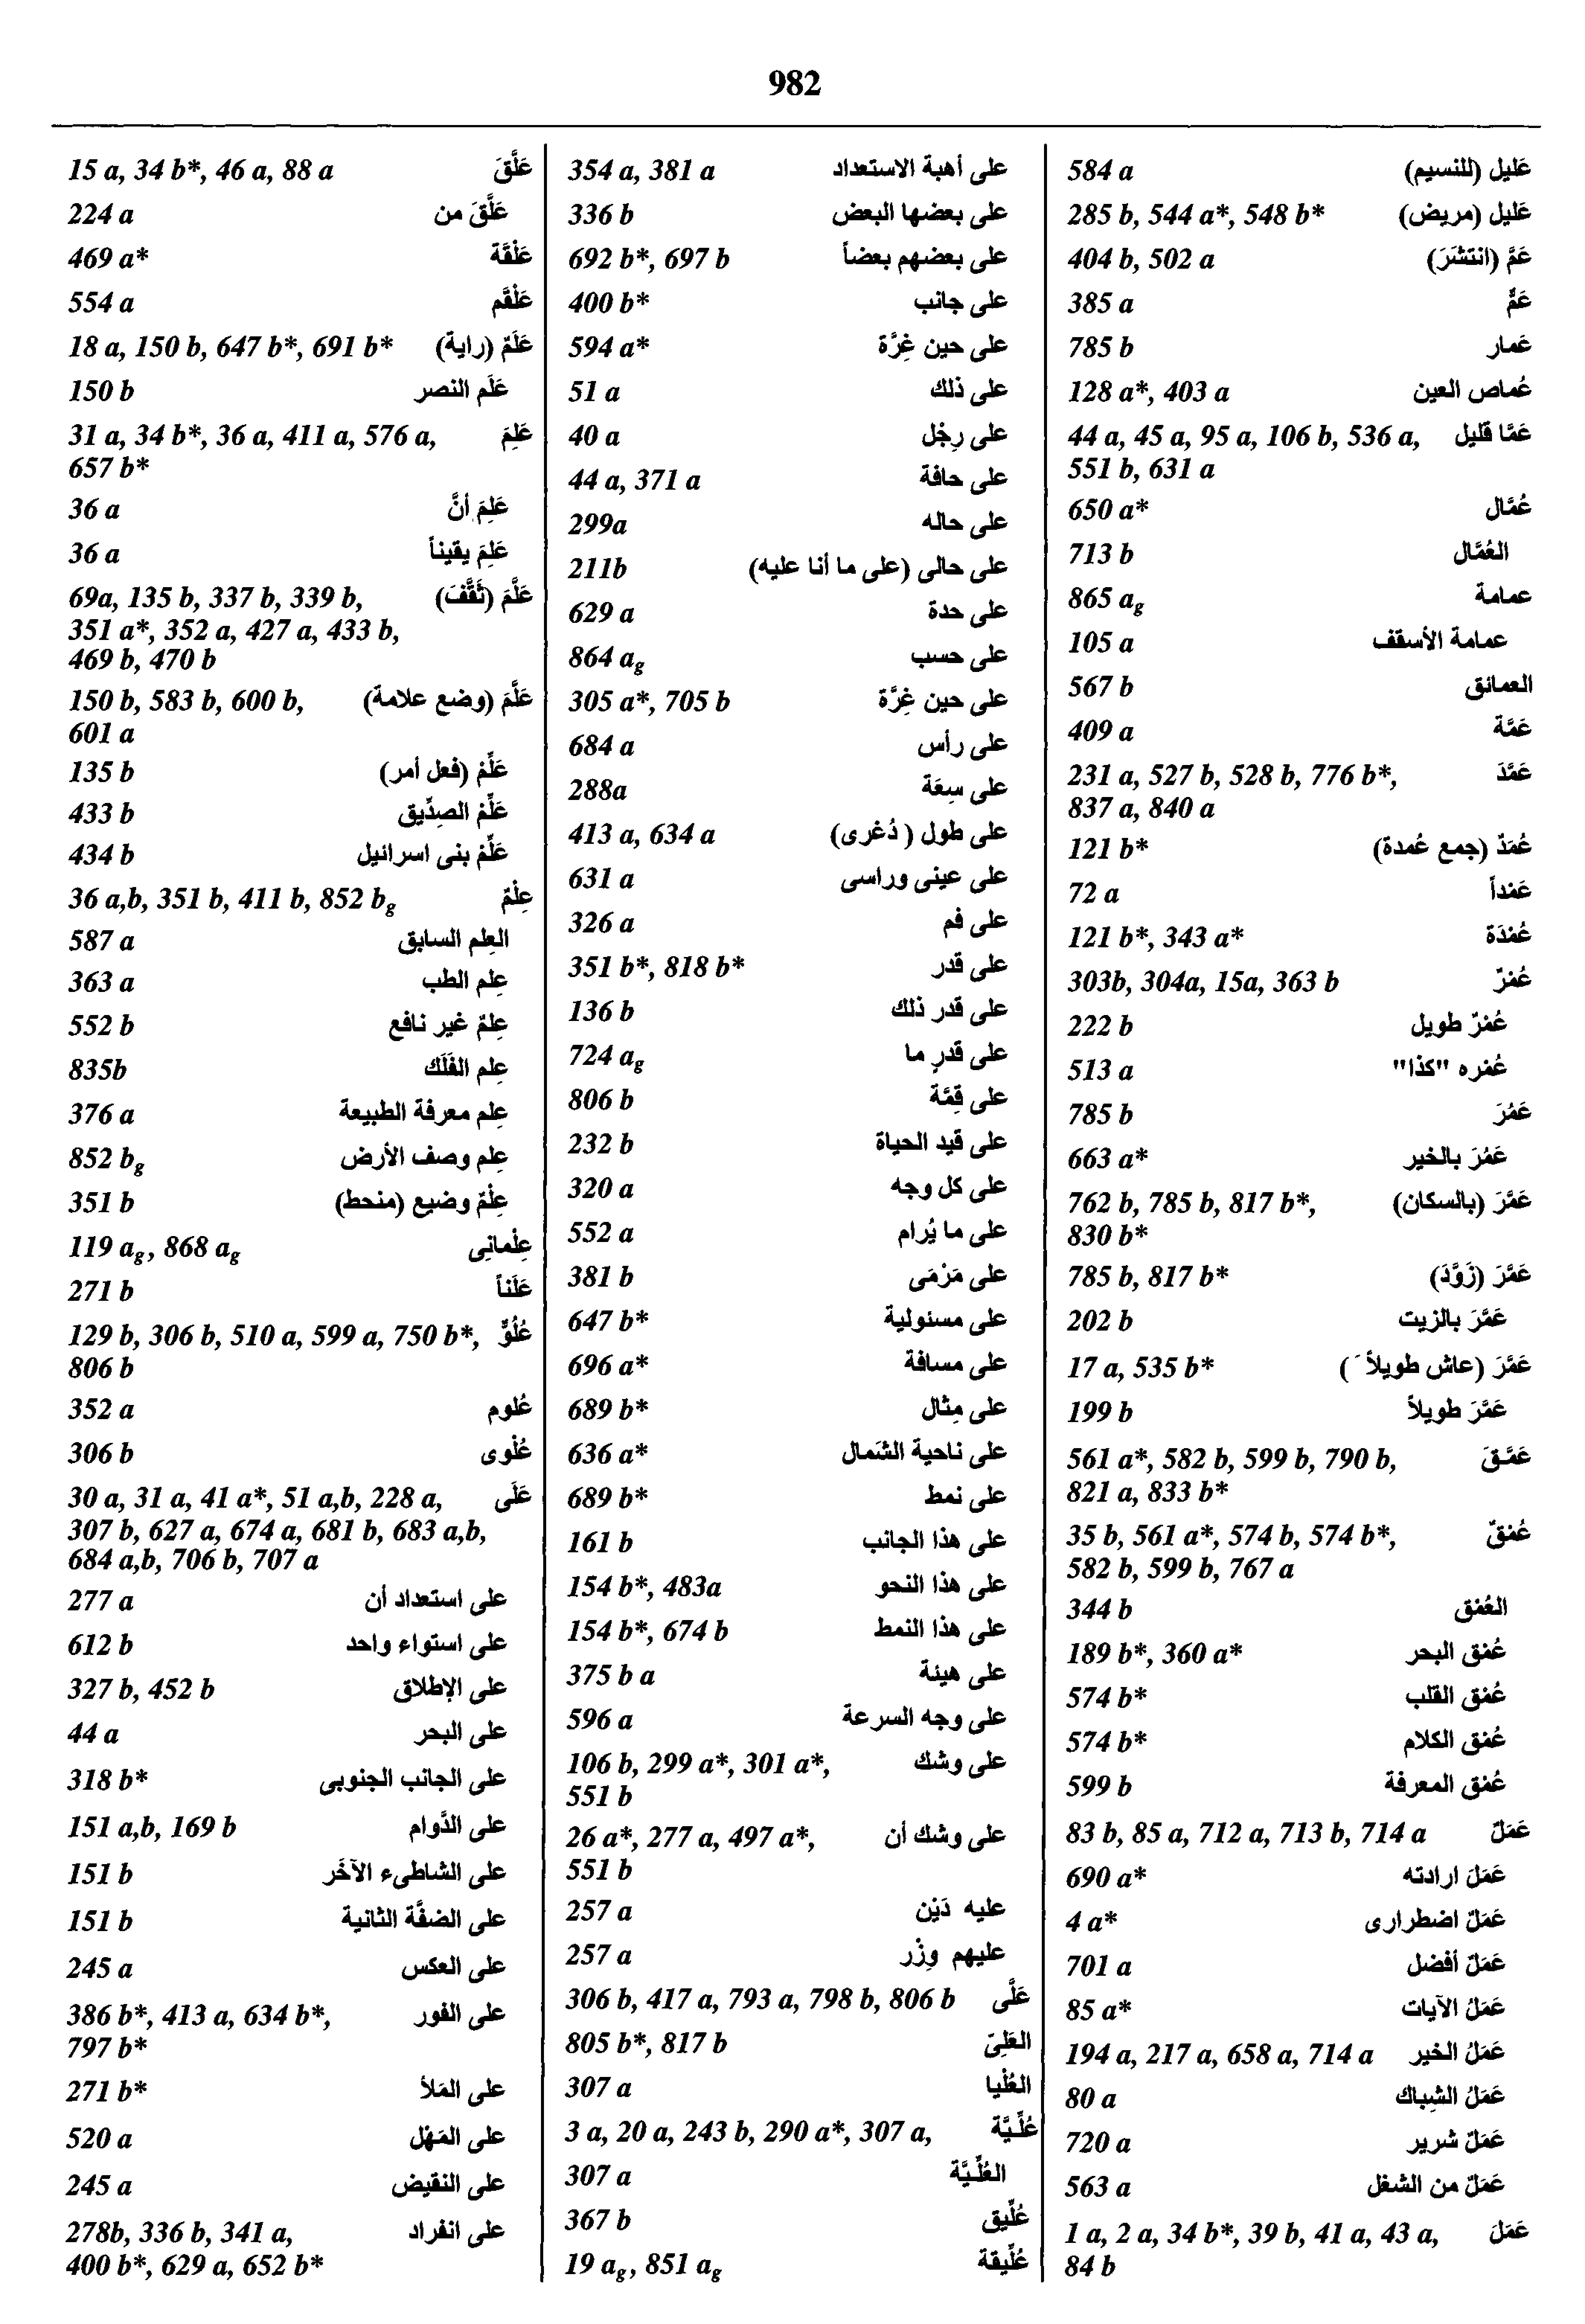 982
عَلَّقَ 15 a, 34 b*, 46 a, 88 a
عَلَّقَ من 224 a
عَلْقَة 469 a*
عَلْقَم 554 a
عَلَمٌ (راية) 18 a, 150 b, 647 b*, 691 b*
عَلَم النصر 150 b
عَلِمَ 31 a, 34 b*, 36 a, 411 a, 576 a,
657 b*
عَلِمَ أنَّ 36 a
عَلِمَ يقيناً 36 a
عَلَّمَ (ثَقَّفَ) 69a, 135 b, 337 b, 339 b,
351 a*, 352 a, 427 a, 433 b,
469 b, 470 b
عَلَّمَ (وضع علامة) 150 b, 583 b, 600 b,
601 a
عَلِّمْ (فعل أمر) 135 b
عَلِّمْ الصِدِّيق 433 b
عَلِّمْ بنى اسرائيل 434 b
عِلْمٌ 36 a,b, 351 b, 411 b, 852 bg
العِلم السابق 587 a
عِلم الطب 363 a
عِلمٌ غير نافع 552 b
عِلم الفَلَك 835b
عِلم معرفة الطبيعة 376 a
عِلم وصف الأرض 852 bg
عِلْمٌ وضيع (منحط) 351 b
عِلْمانِى 119 ag, 868 ag
عَلَناً 271 b
عُلُوٌّ 129 b, 306 b, 510 a, 599 a, 750 b*,
806 b
عُلوم 352 a
عُلْوى 306 b
عَلَى 30 a, 31 a, 41 a*, 51 a,b, 228 a,
307 b, 627 a, 674 a, 681 b, 683 a,b,
684 a,b, 706 b, 707 a
على استعداد أن 277 a
على استواء واحد 612 b
على الإطلاق 327 b, 452 b
على البحر 44 a
على الجانب الجنوبى 318 b*
على الدَّوام 151 a,b, 169 b
على الشاطىء الآخَر 151 b
على الضفَّة الثانية 151 b
على العكس 245 a
على الفور 386 b*, 413 a, 634 b*,
797 b*
على المَلأ 271 b*
على المَهْل 520 a
على النقيض 245 a
على انفراد 278b, 336 b, 341 a,
400 b*, 629 a, 652 b*
على أهبة الاستعداد 354 a, 381 a
على بعضها البعض 336 b
على بعضهم بعضاً 692 b*, 697 b
على جانب 400 b*
على حين غِرَّة 594 a*
على ذلك 51 a
على رِجْل 40 a
على حافة 44 a, 371 a
على حاله 299a
على حالى (على ما أنا عليه) 211b
على حدة 629 a
على حسب 864 ag
على حين غِرَّة 305 a*, 705 b
على رأس 684 a
على سِعَة 288a
على طول (دُغرى) 413 a, 634 a
على عينى وراسى 631 a
على فم 326 a
على قدر 351 b*, 818 b*
على قدر ذلك 136 b
على قدرِ ما 724 ag
على قِمَّة 806 b
على قيد الحياة 232 b
على كل وجه 320 a
على ما يُرام 552 a
على مَرْمَى 381 b
على مسئولية 647 b*
على مسافة 696 a*
على مِثال 689 b*
على ناحية الشمال 636 a*
على نمط 689 b*
على هذا الجانب 161 b
على هذا النحو 154 b*, 483a
على هذا النمط 154 b*, 674 b
على هيئة 375 b a
على وجه السرعة 596 a
على وشك 106 b, 299 a*, 301 a*,
551 b
على وشك أن 26 a*, 277 a, 497 a*,
551 b
عليه دَيْن 257 a
عليهم وِزْر 257 a
عَلَّى 306 b, 417 a, 793 a, 798 b, 806 b
العَلِىّ 805 b*, 817 b
العُلْيا 307 a
عُلِّيَّة 3 a, 20 a, 243 b, 290 a*, 307 a,
العُلِّيَّة 307 a
عُلِّيق 367 b
عُلِّيقة 19 ag, 851 ag
عَليل (للنسيم) 584 a
عَليل (مريض) 285 b, 544 a*, 548 b*
عَمَّ (انتشَرَ) 404 b, 502 a
عَمٌّ 385 a
عَمار 785 b
عُماص العين 128 a*, 403 a
عَمَّا قليل 44 a, 45 a, 95 a, 106 b, 536 a,
551 b, 631 a
عُمَّال 650 a*
العُمَّال 713 b
عمامة 865 ag
عمامة الأسقف 105 a
العمائق 567 b
عَمَّة 409 a
عَمَّدَ 231 a, 527 b, 528 b, 776 b*,
837 a, 840 a
عُمَدٌ (جمع عُمدة) 121 b*
عَمْداً 72 a
عُمْدَة 121 b*, 343 a*
عُمْرٌ 303b, 304a, 15a, 363 b
عُمْرٌ طويل 222 b
عُمْره "كذا" 513 a
عَمُرَ 785 b
عَمُرَ بالخير 663 a*
عَمَّرَ (بالسكان) 762 b, 785 b, 817 b*,
830 b*
عَمَّرَ (زَوَّدَ) 785 b, 817 b*
عَمَّرَ بالزيت 202 b
عَمَّرَ (عاش طويلاً) 17 a, 535 b*
عَمَّرَ طويلاً 199 b
عَمَّقَ 561 a*, 582 b, 599 b, 790 b,
821 a, 833 b*
عُمْقٌ 35 b, 561 a*, 574 b, 574 b*,
582 b, 599 b, 767 a
العُمْق 344 b
عُمْق البحر 189 b*, 360 a*
عُمْق القلب 574 b*
عُمْق الكلام 574 b*
عُمْق المعرفة 599 b
عَمَلٌ 83 b, 85 a, 712 a, 713 b, 714 a
عَمَلَ ارادته 690 a*
عَمَلٌ اضطرارى 4 a*
عَمَلٌ أفضل 701 a
عَمَلُ الآيات 85 a*
عَمَلُ الخير 194 a, 217 a, 658 a, 714 a
عَمَلُ الشِباك 80 a
عَمَلٌ شرير 720 a
عَمَلٌ من الشغل 563 a
عَمَلَ 1 a, 2 a, 34 b*, 39 b, 41 a, 43 a,
84 b